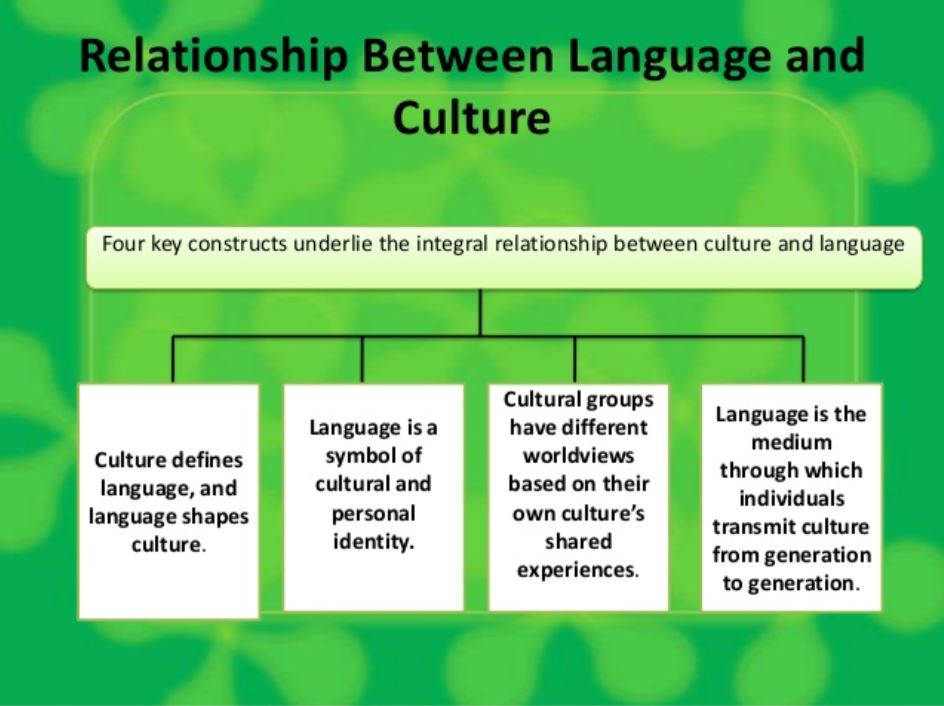 Relationship Between Language and
Culture
Four key constructs underlie the integral relationship between culture and language
Culture defines
language, and
language shapes
culture.
Language is a
symbol of
cultural and
personal
identity.
Cultural groups
have different
worldviews
based on their
own culture’s
shared
experiences.
Language is the
medium
through which
individuals
transmit culture
from generation
to generation.